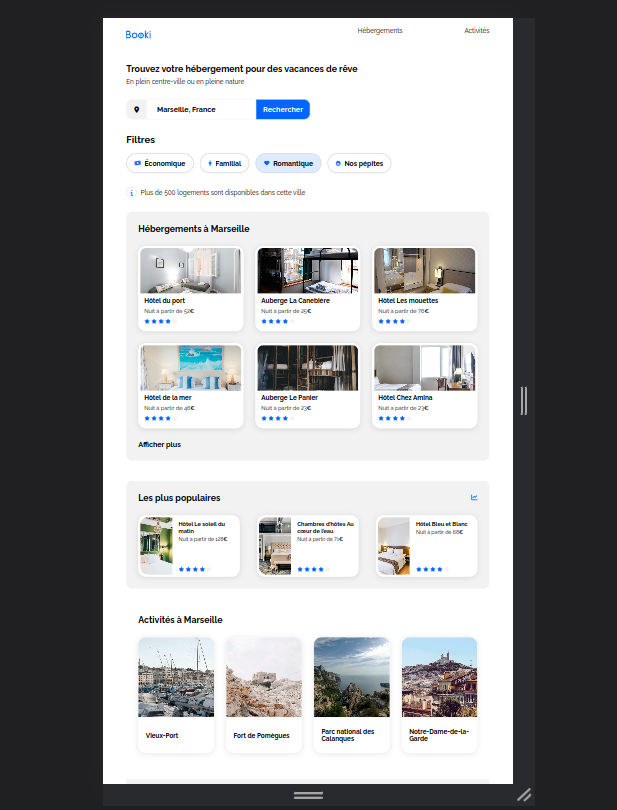 Booki
Hébergements
Activités
Trouvez votre hébergement pour des vacances de rêve
En plein centre-ville ou en pleine nature
Marseille, France
Rechercher
Filtres
Économique
Familial
Romantique
Nos pépites
Plus de 500 logements sont disponibles dans cette ville
Hébergements à Marseille
Hôtel du port
Nuit à partir de 52€
Auberge La Canebière
Nuit à partir de 25€
Hôtel Les mouettes
Nuit à partir de 76€
Hôtel de la mer
Nuit à partir de 46€
Auberge Le Panier
Nuit à partir de 23€
Hôtel Chez Amina
Nuit à partir de 23€
Afficher plus
Les plus populaires
Hôtel Le soleil du
matin
Nuit à partir de 128€
Chambres d'hôtes Au
cœur de l'eau
Nuit à partir de 71€
Hôtel Bleu et Blanc
Nuit à partir de 68€
Activités à Marseille
Vieux-Port
Fort de Pomègues
Parc national des
Calanques
Notre-Dame-de-la-
Garde